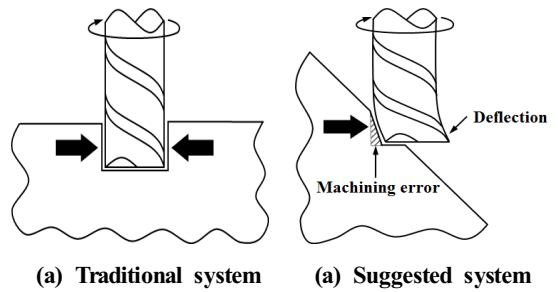 Deflection
Machining error
(a) Traditional system
(a) Suggested system